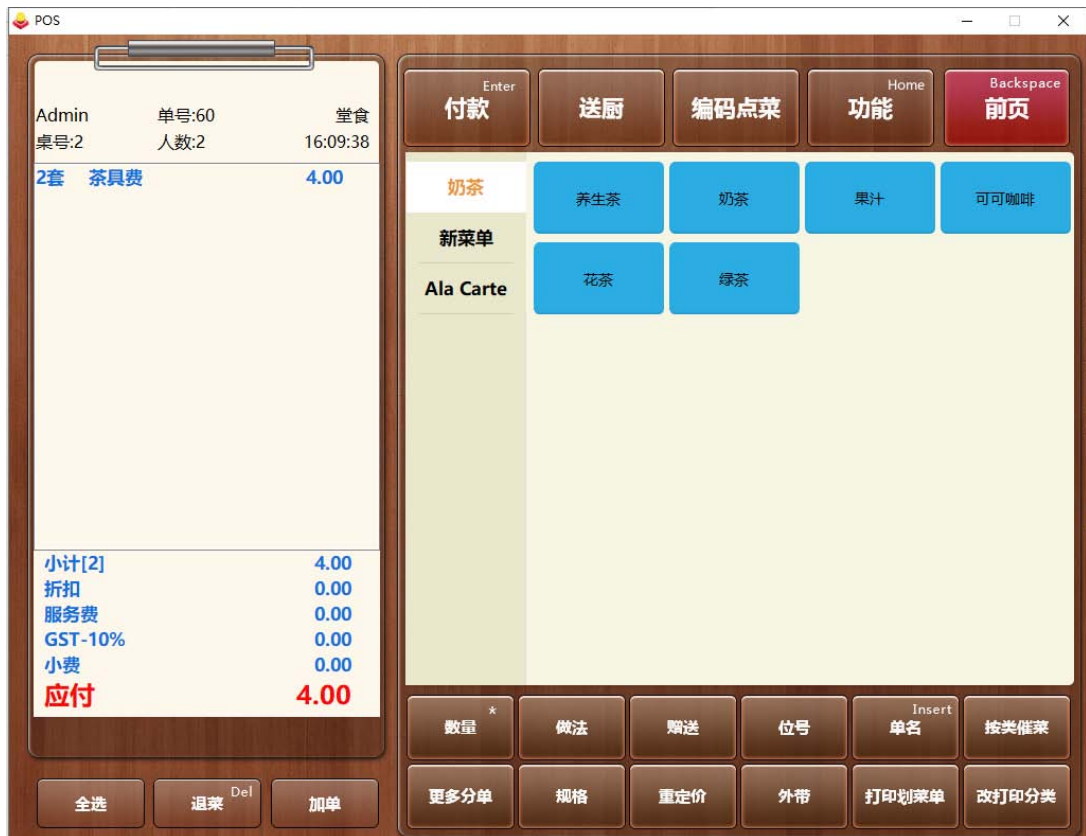 POS
Admin 单号:60 堂食
桌号:2 人数:2 16:09:38
2套 茶具费 4.00
小计[2] 4.00
折扣 0.00
服务费 0.00
GST-10% 0.00
小费 0.00
应付 4.00
全选 退菜 Del 加单
付款 Enter 送厨 编码点菜 功能 Home 前页 Backspace
奶茶
新菜单
Ala Carte
养生茶 奶茶 果汁 可可咖啡
花茶 绿茶
数量 * 做法 赠送 位号 单名 Insert 按类催菜
更多分单 规格 重定价 外带 打印划菜单 改打印分类